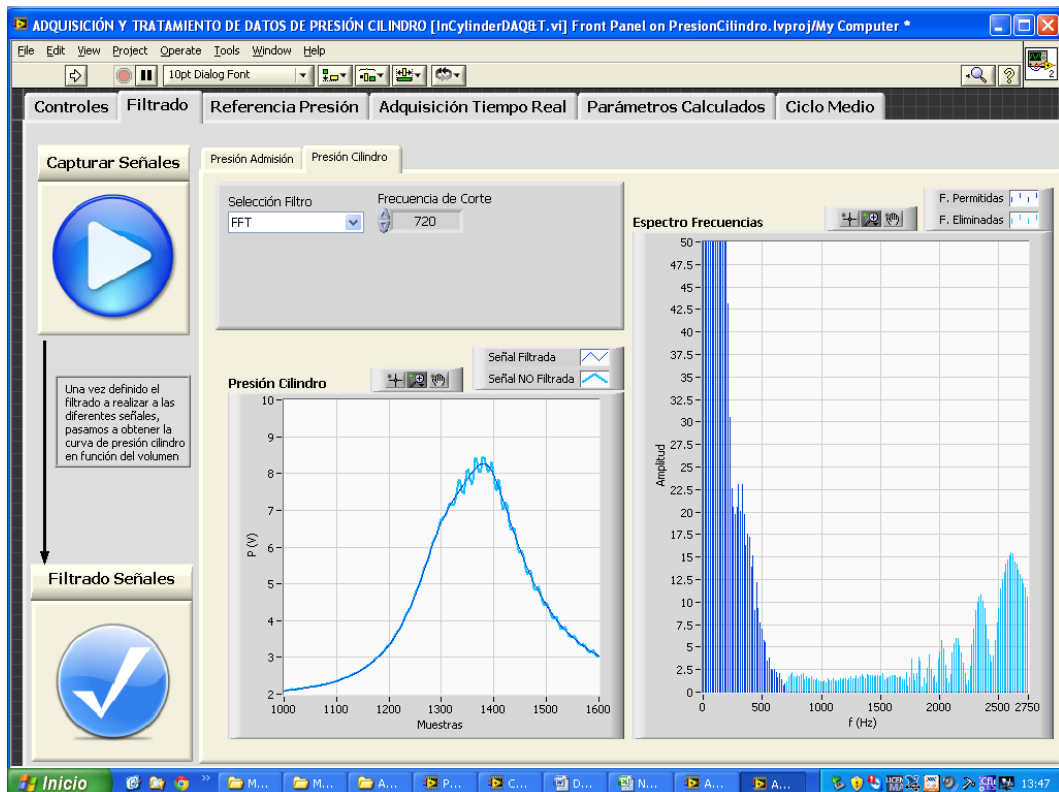 ADQUISICIÓN Y TRATAMIENTO DE DATOS DE PRESIÓN CILINDRO [InCylinderDAQ&T.vi] Front Panel on PresionCilindro.lvproj/My Computer *
File Edit View Project Operate Tools Window Help
10pt Dialog Font
2
Controles Filtrado Referencia Presión Adquisición Tiempo Real Parámetros Calculados Ciclo Medio
Capturar Señales
Una vez definido el
filtrado a realizar a las
diferentes señales,
pasamos a obtener la
curva de presión cilindro
en función del volumen
Filtrado Señales
Presión Admisión Presión Cilindro
Selección Filtro
FFT
Frecuencia de Corte
720
Señal Filtrada
Señal NO Filtrada
Presión Cilindro
10
9
8
7
6
5
4
3
2
P (V)
1000 1100 1200 1300 1400 1500 1600
Muestras
F. Permitidas
F. Eliminadas
Espectro Frecuencias
50
47.5
45
42.5
40
37.5
35
32.5
30
27.5
25
22.5
20
17.5
15
12.5
10
7.5
5
2.5
0
Amplitud
0 500 1000 1500 2000 2500 2750
f (Hz)
Inicio
M... M... A... P... C... D... N... A... A...
13:47